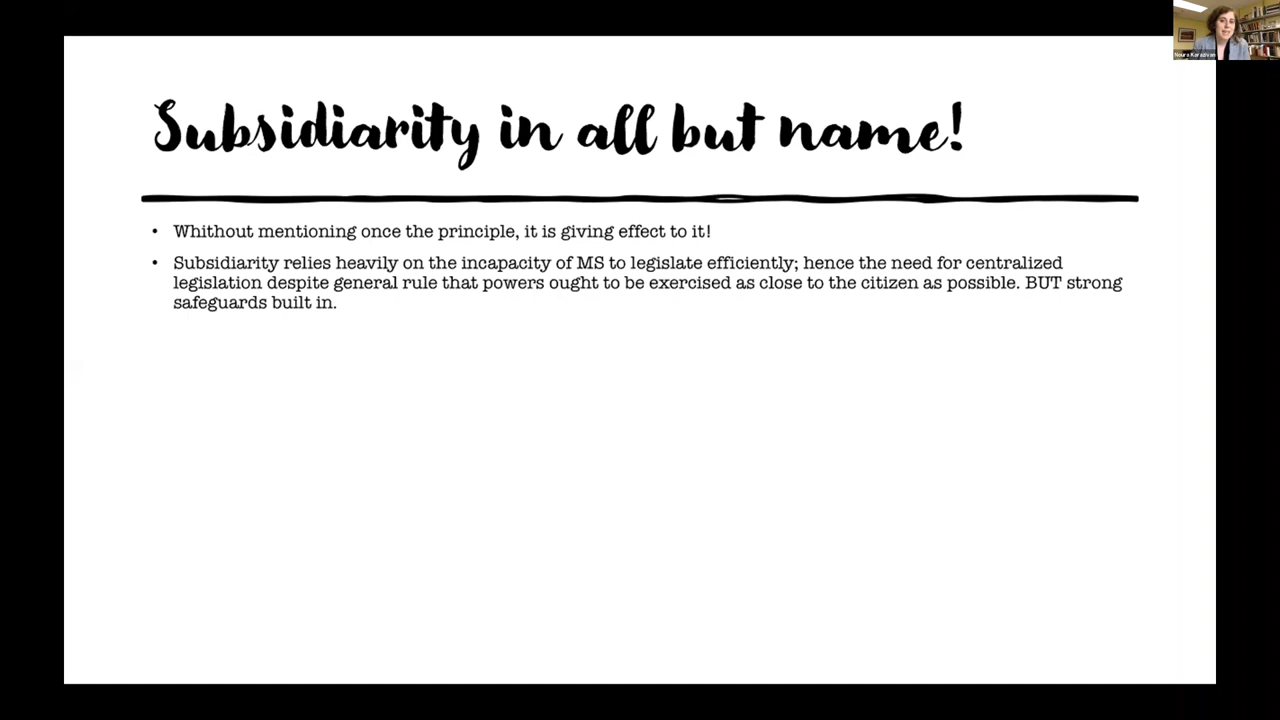 Subsidiarity in all but name!
• Whithout mentioning once the principle, it is giving effect to it!
• Subsidiarity relies heavily on the incapacity of MS to legislate efficiently; hence the need for centralized
legislation despite general rule that powers ought to be exercised as close to the citizen as possible. BUT strong
safeguards built in.